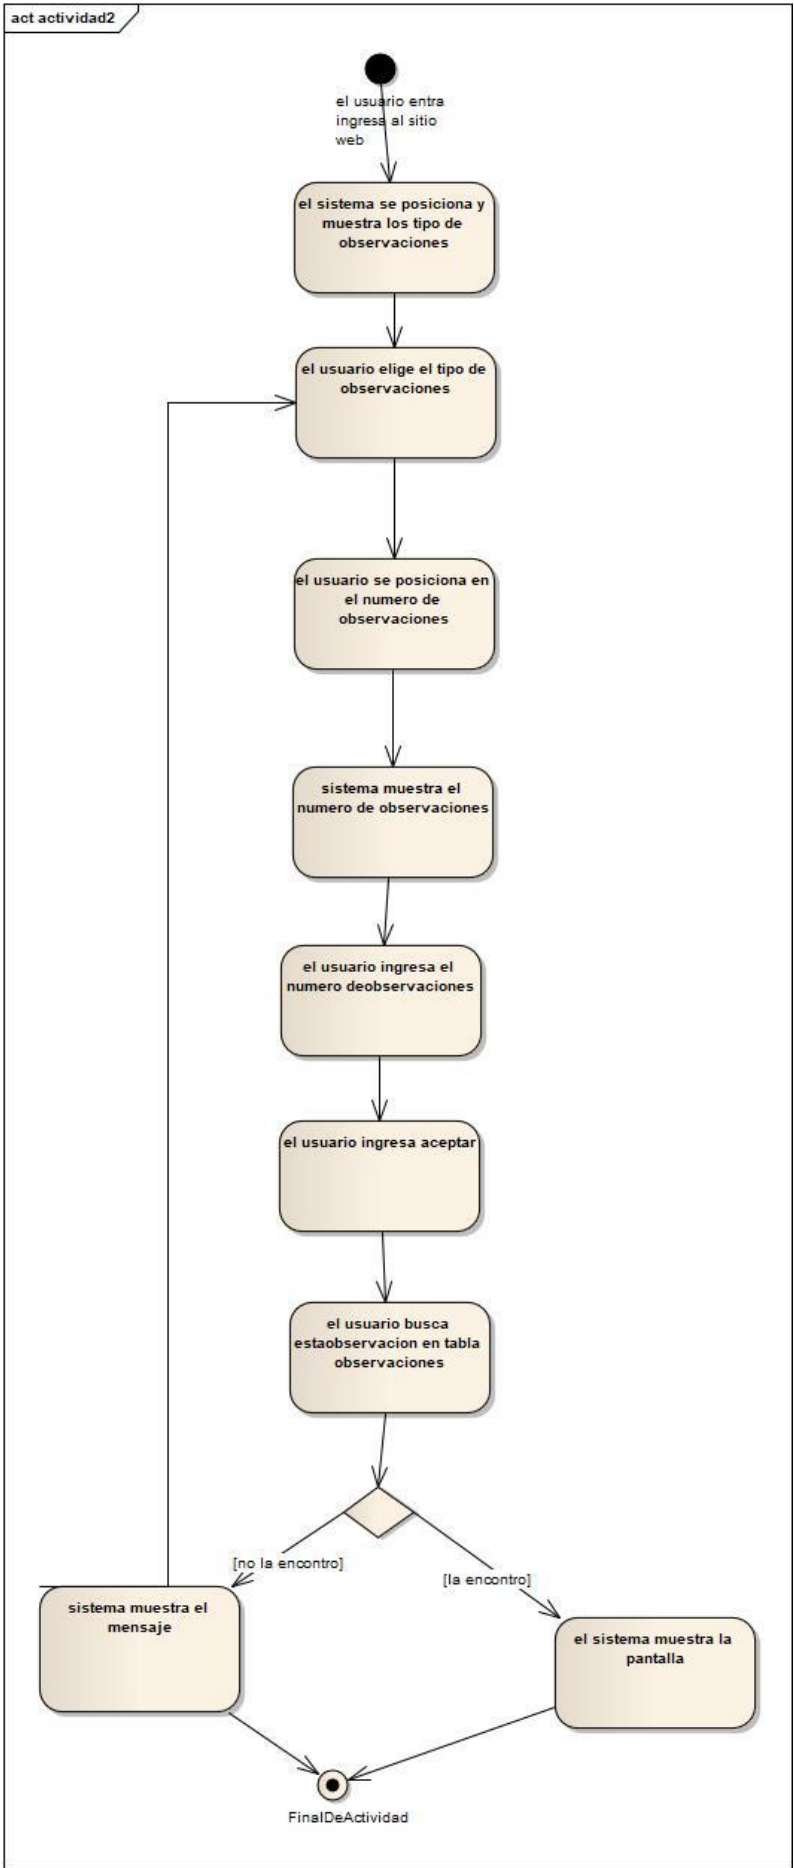 act actividad2
el usuario entra
ingresa al sitio
web
el sistema se posiciona y
muestra los tipo de
observaciones
el usuario elige el tipo de
observaciones
el usuario se posiciona en
el numero de
observaciones
sistema muestra el
numero de observaciones
el usuario ingresa el
numero deobservaciones
el usuario ingresa aceptar
el usuario busca
estaobservacion en tabla
observaciones
[no la encontro]
[la encontro]
sistema muestra el
mensaje
el sistema muestra la
pantalla
FinalDeActividad